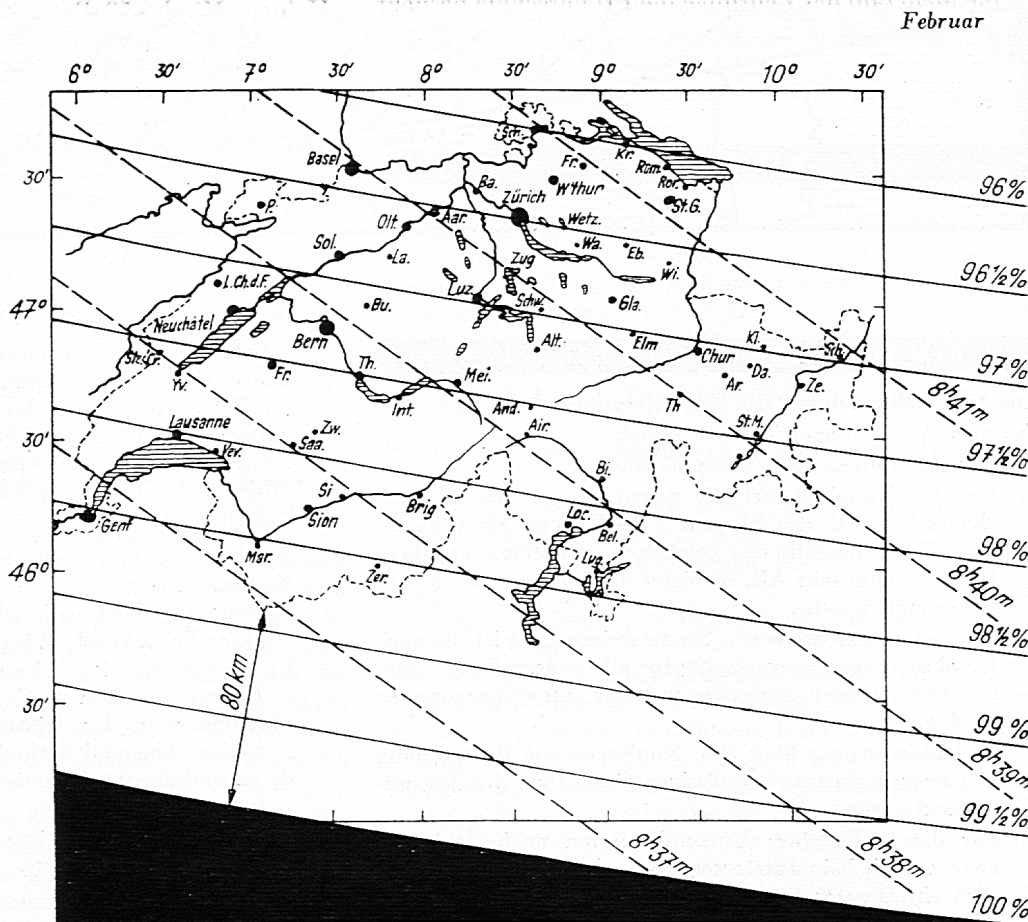 Februar
6° 30' 7° 30' 8° 30' 9° 30' 10° 30'
Sch.
Kr.
Basel
Fr.
Rom.
30'
W'thur
Ror.
96%
Ba.
Zürich
St.G.
P.
Aar.
Olt.
Wetz.
Sol.
Wa.
Eb.
La.
Zug
Wi.
96½%
L.Ch.d.F.
Luz.
47°
Bu.
Schw.
Gla.
Neuchâtel
Bern
Alt.
Elm
Kl.
Ste.Cr.
Chur
97%
Fr.
Th.
Da.
Yv.
Mei.
Ar.
Ze.
8h41m
Int.
And.
Th.
Lausanne
Zw.
Air.
St.M.
30'
97½%
Vev.
Saa.
Bi.
Si
Brig
Genf
Sion
Loc.
Bel.
98%
Msr.
Lug.
46°
Zer.
8h40m
98½%
80 km
30'
99%
8h39m
99½%
8h37m
8h38m
100%